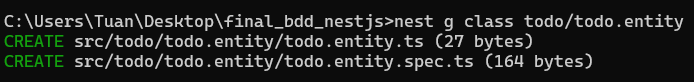 C:\Users\Tuan\Desktop\final_bdd_nestjs>nest g class todo/todo.entity
CREATE src/todo/todo.entity/todo.entity.ts (27 bytes)
CREATE src/todo/todo.entity/todo.entity.spec.ts (164 bytes)